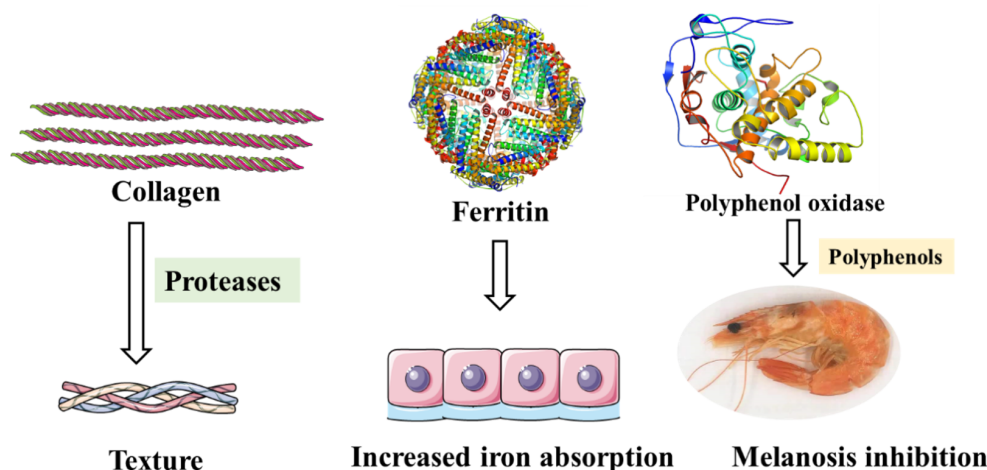 Collagen
Ferritin
Polyphenol oxidase
Proteases
Polyphenols
Texture
Increased iron absorption
Melanosis inhibition